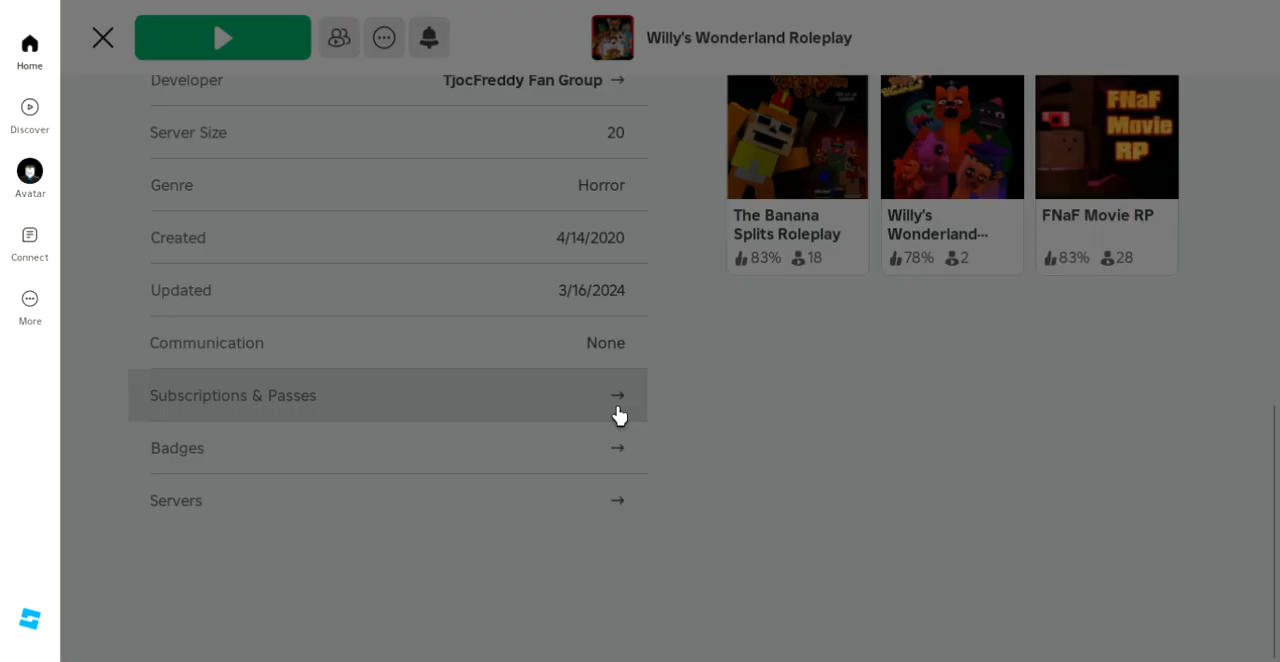 Willy's Wonderland Roleplay
Home
Discover
Avatar
Connect
More
Developer TjocFreddy Fan Group →
Server Size 20
Genre Horror
Created 4/14/2020
Updated 3/16/2024
Communication None
Subscriptions & Passes →
Badges →
Servers →
FNaF
Movie
RP
The Banana
Splits Roleplay
83% 18
Willy's
Wonderland···
78% 2
FNaF Movie RP
83% 28